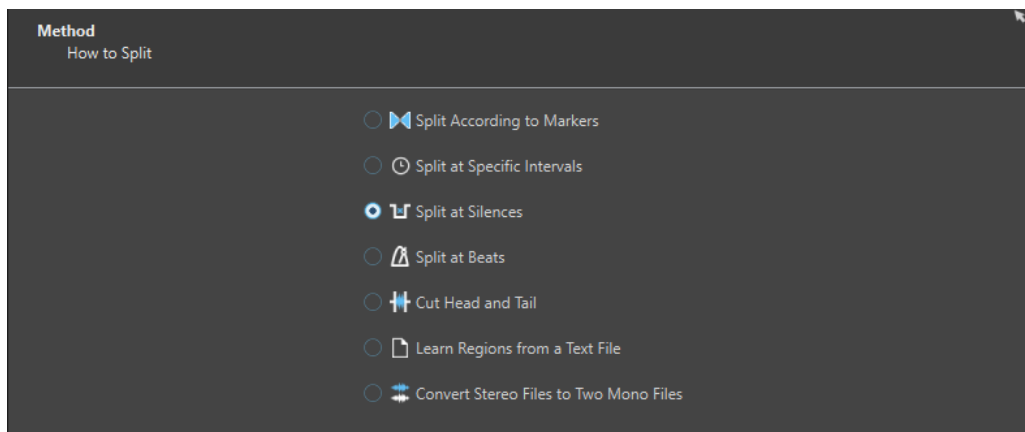 Method
How to Split
Split According to Markers
Split at Specific Intervals
Split at Silences
Split at Beats
Cut Head and Tail
Learn Regions from a Text File
Convert Stereo Files to Two Mono Files